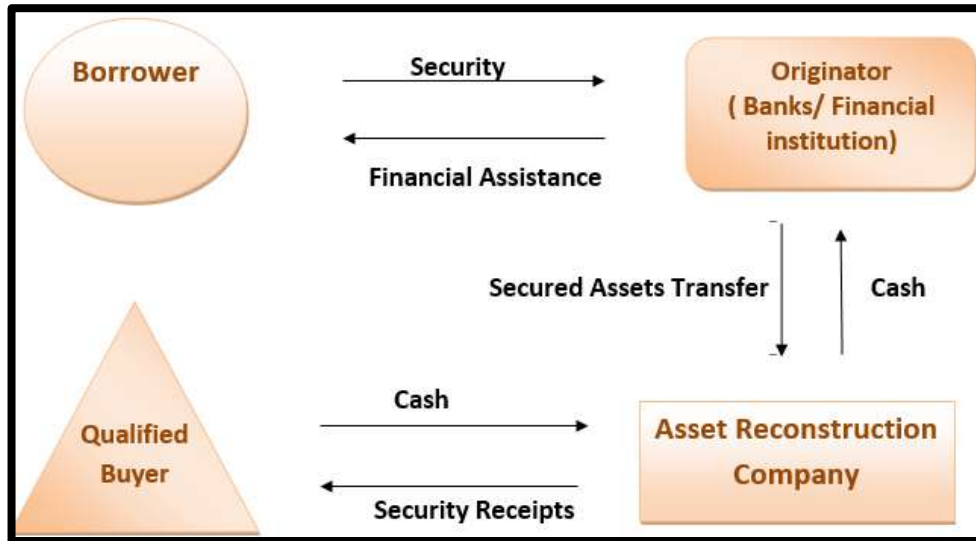 Borrower
Security
Financial Assistance
Originator
( Banks/ Financial
institution)
Secured Assets Transfer
Cash
Qualified
Buyer
Cash
Security Receipts
Asset Reconstruction
Company